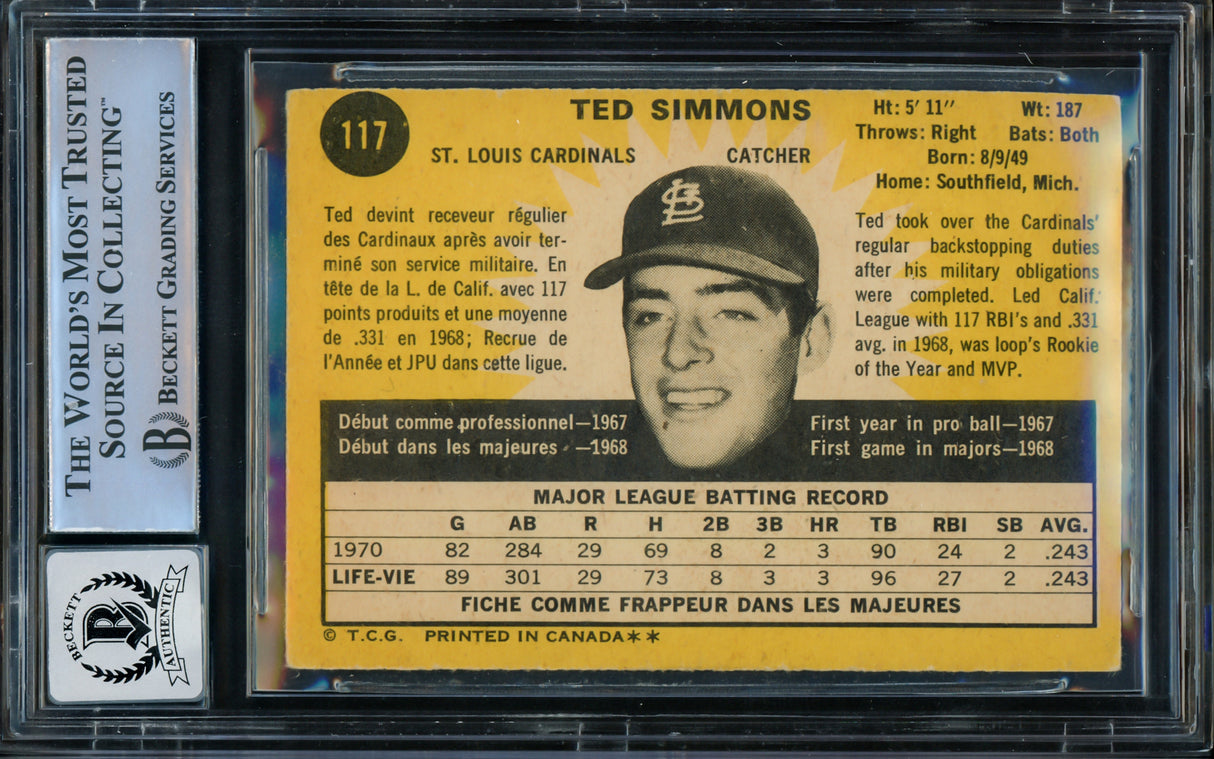 THE WORLD'S MOST TRUSTED
SOURCE IN COLLECTING™
BECKETT GRADING SERVICES
B
BECKETT
B
AUTHENTIC
117
TED SIMMONS
ST. LOUIS CARDINALS CATCHER
Ht: 5' 11" Wt: 187
Throws: Right Bats: Both
Born: 8/9/49
Home: Southfield, Mich.
Ted devint receveur régulier
des Cardinaux après avoir ter-
miné son service militaire. En
tête de la L. de Calif. avec 117
points produits et une moyenne
de .331 en 1968; Recrue de
l'Année et JPU dans cette ligue.
StL
Ted took over the Cardinals'
regular backstopping duties
after his military obligations
were completed. Led Calif.
League with 117 RBI's and .331
avg. in 1968, was loop's Rookie
of the Year and MVP.
Début comme professionnel—1967
Début dans les majeures —1968
First year in pro ball—1967
First game in majors—1968
MAJOR LEAGUE BATTING RECORD
G AB R H 2B 3B HR TB RBI SB AVG.
1970 82 284 29 69 8 2 3 90 24 2 .243
LIFE-VIE 89 301 29 73 8 3 3 96 27 2 .243
FICHE COMME FRAPPEUR DANS LES MAJEURES
© T.C.G. PRINTED IN CANADA**